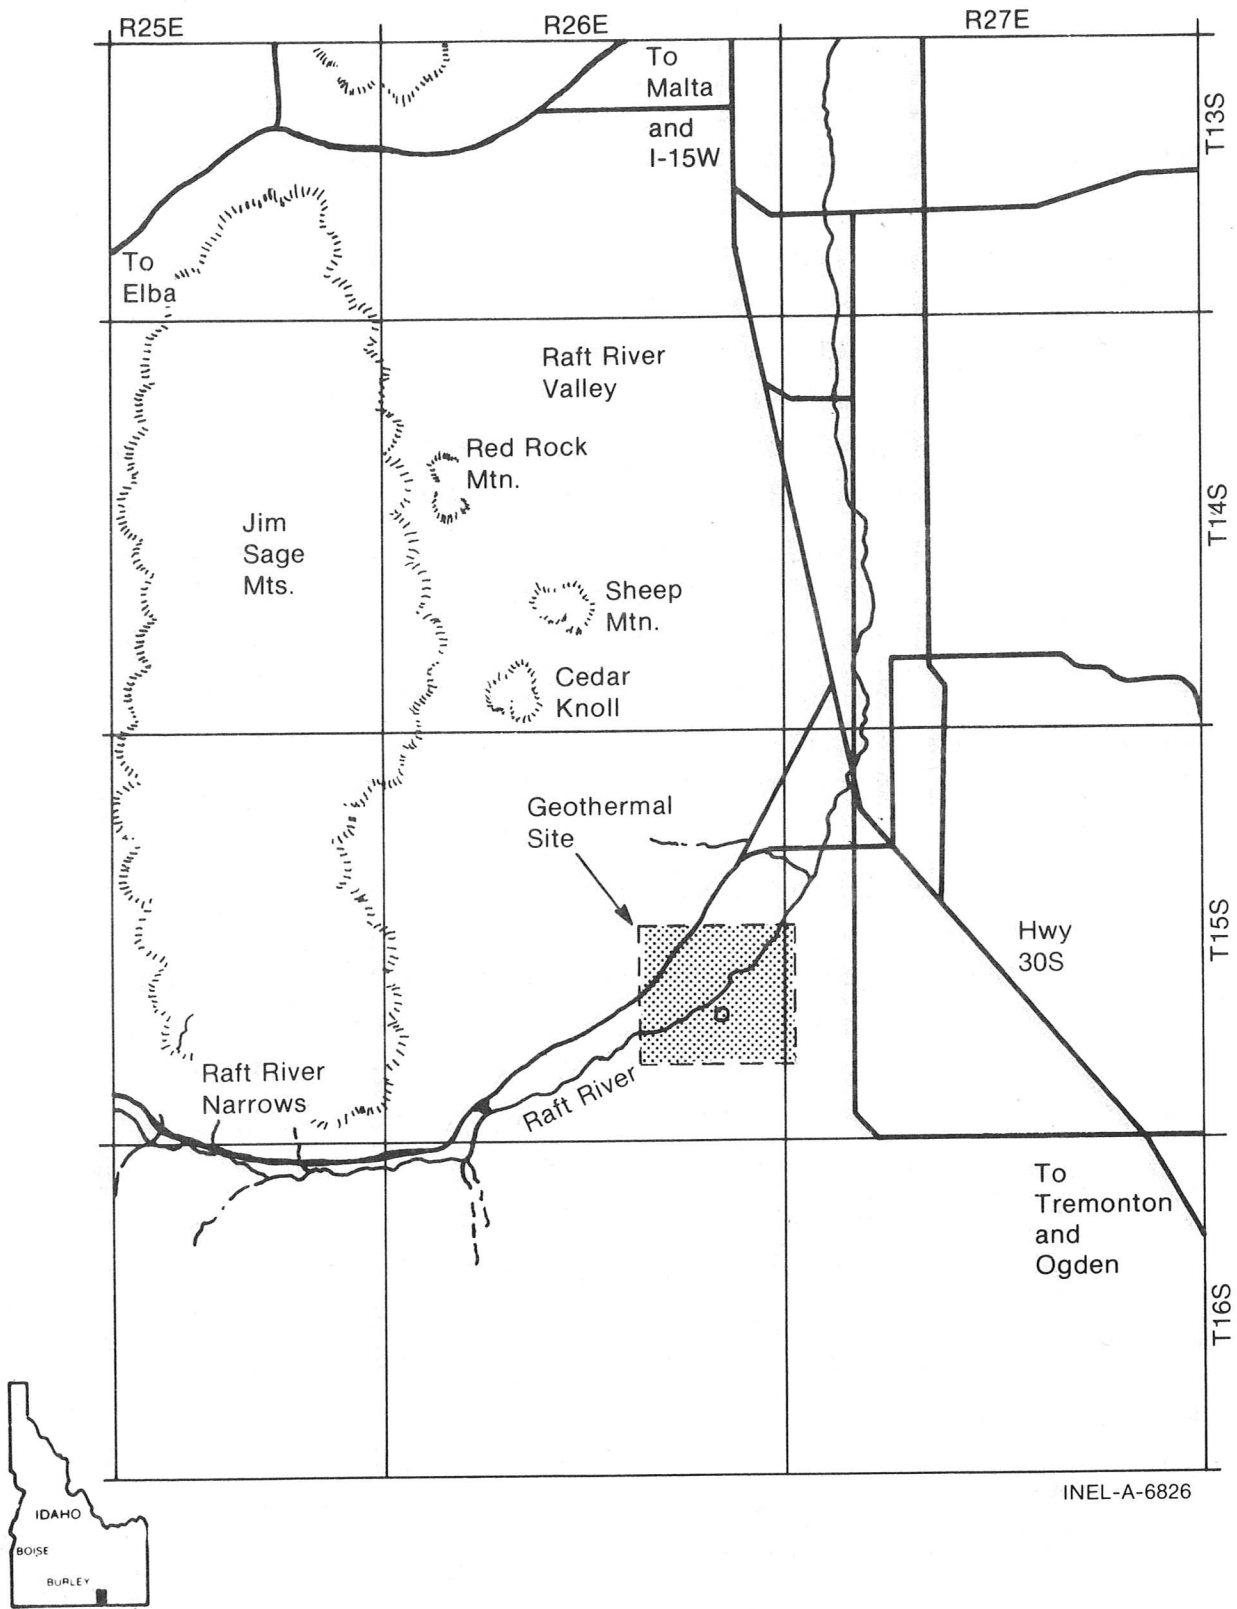 R25E
R26E
R27E
To
Malta
and
I-15W
T13S
To
Elba
Raft River
Valley
Red Rock
Mtn.
Jim
Sage
Mts.
T14S
Sheep
Mtn.
Cedar
Knoll
Geothermal
Site
T15S
Hwy
30S
Raft River
Narrows
Raft River
To
Tremonton
and
Ogden
T16S
INEL-A-6826
IDAHO
BOISE
BURLEY